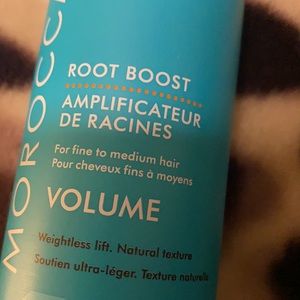 MOROCC
ROOT BOOST
AMPLIFICATEUR
DE RACINES
For fine to medium hair
Pour cheveux fins à moyens
VOLUME
Weightless lift. Natural texture
Soutien ultra-léger. Texture naturelle